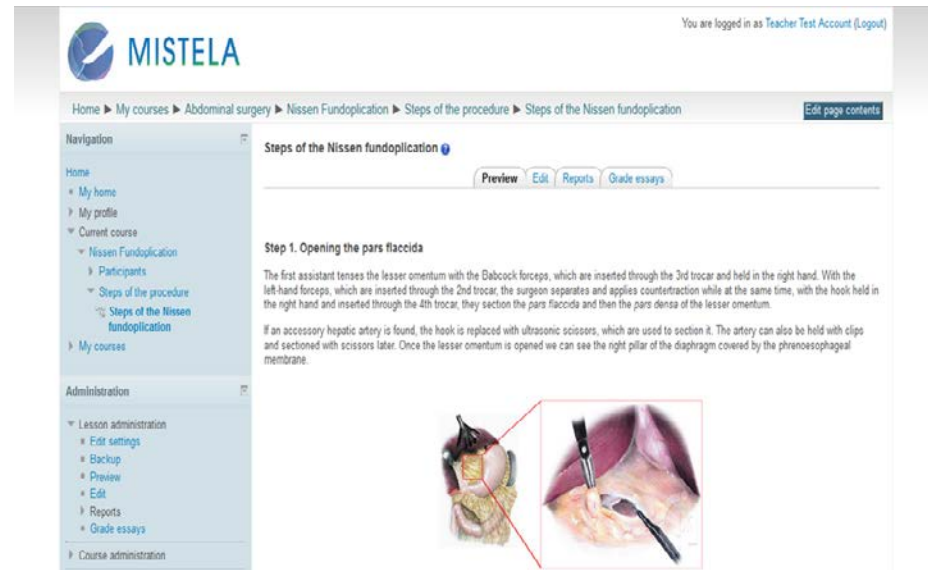 You are logged in as Teacher Test Account (Logout)
MISTELA
Home ► My courses ► Abdominal surgery ► Nissen Fundoplication ► Steps of the procedure ► Steps of the Nissen fundoplication
Edit page contents
Navigation
Home
My home
My profile
Current course
Nissen Fundoplication
Participants
Steps of the procedure
Steps of the Nissen
fundoplication
My courses
Administration
Lesson administration
Edit settings
Backup
Preview
Edit
Reports
Grade essays
Course administration
Steps of the Nissen fundoplication
Preview Edit Reports Grade essays
Step 1. Opening the pars flaccida
The first assistant tenses the lesser omentum with the Babcock forceps, which are inserted through the 3rd trocar and held in the right hand. With the
left-hand forceps, which are inserted through the 2nd trocar, the surgeon separates and applies countertraction while at the same time, with the hook held in
the right hand and inserted through the 4th trocar, they section the pars flaccida and then the pars densa of the lesser omentum.
If an accessory hepatic artery is found, the hook is replaced with ultrasonic scissors, which are used to section it. The artery can also be held with clips
and sectioned with scissors later. Once the lesser omentum is opened we can see the right pillar of the diaphragm covered by the phrenoesophageal
membrane.